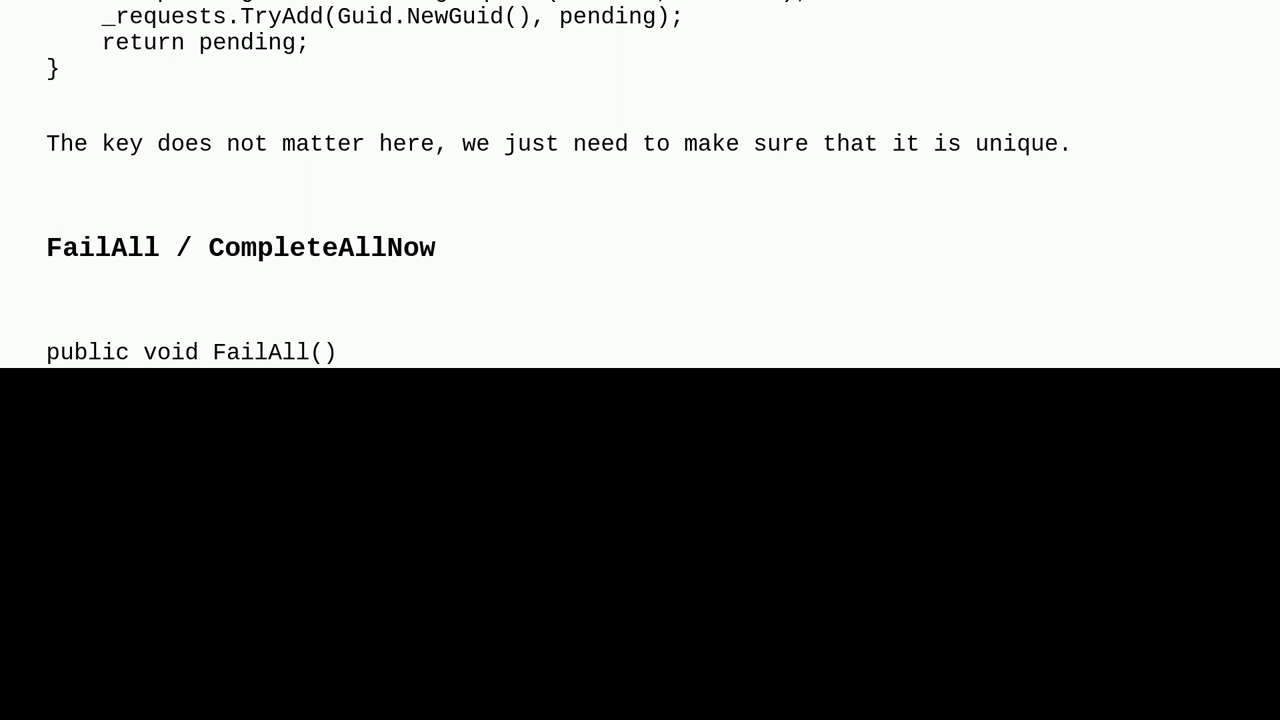 _requests.TryAdd(Guid.NewGuid(), pending);
return pending;
}
The key does not matter here, we just need to make sure that it is unique.
FailAll / CompleteAllNow
public void FailAll()